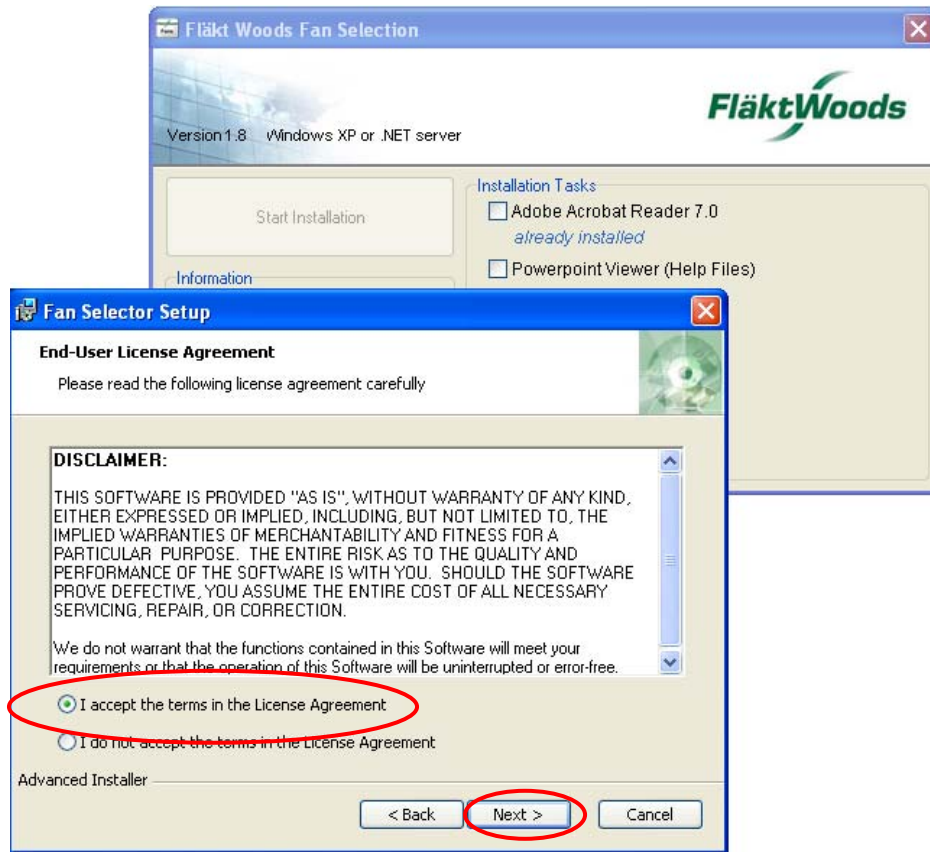 Fläkt Woods Fan Selection
FläktWoods
Version 1.8 Windows XP or .NET server
Start Installation
Information
Installation Tasks
Adobe Acrobat Reader 7.0
already installed
Powerpoint Viewer (Help Files)
Fan Selector Setup
End-User License Agreement
Please read the following license agreement carefully
DISCLAIMER:
THIS SOFTWARE IS PROVIDED "AS IS", WITHOUT WARRANTY OF ANY KIND,
EITHER EXPRESSED OR IMPLIED, INCLUDING, BUT NOT LIMITED TO, THE
IMPLIED WARRANTIES OF MERCHANTABILITY AND FITNESS FOR A
PARTICULAR PURPOSE. THE ENTIRE RISK AS TO THE QUALITY AND
PERFORMANCE OF THE SOFTWARE IS WITH YOU. SHOULD THE SOFTWARE
PROVE DEFECTIVE, YOU ASSUME THE ENTIRE COST OF ALL NECESSARY
SERVICING, REPAIR, OR CORRECTION.
We do not warrant that the functions contained in this Software will meet your
requirements or that the operation of this Software will be uninterrupted or error-free.
I accept the terms in the License Agreement
I do not accept the terms in the License Agreement
Advanced Installer
< Back
Next >
Cancel